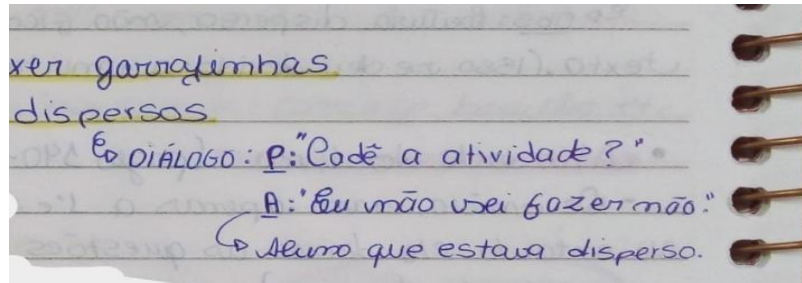 xer garrafinhas.
dispersos
↳ DIÁLOGO: P: "Cadê a atividade?"
A: "Eu não sei fazer não."
↳ Aluno que estava disperso.